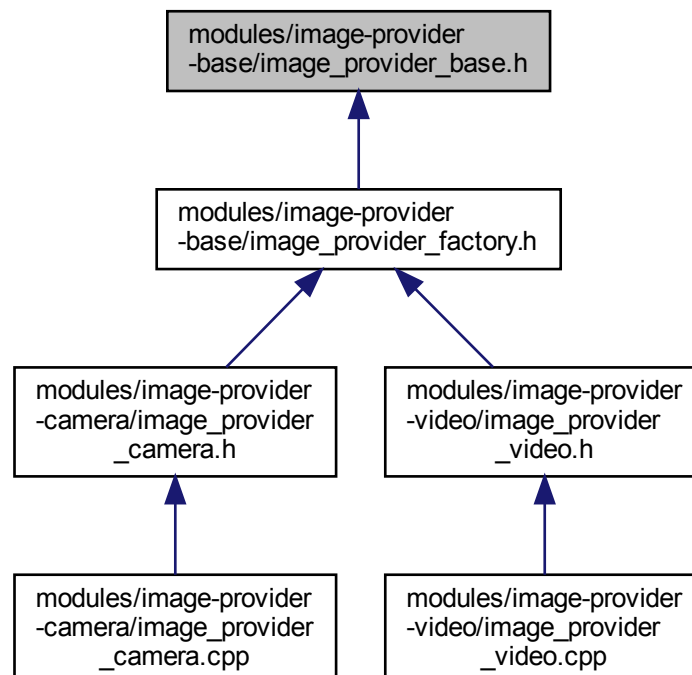 modules/image-provider
-base/image_provider_base.h
modules/image-provider
-base/image_provider_factory.h
modules/image-provider
-camera/image_provider
_camera.h
modules/image-provider
-video/image_provider
_video.h
modules/image-provider
-camera/image_provider
_camera.cpp
modules/image-provider
-video/image_provider
_video.cpp